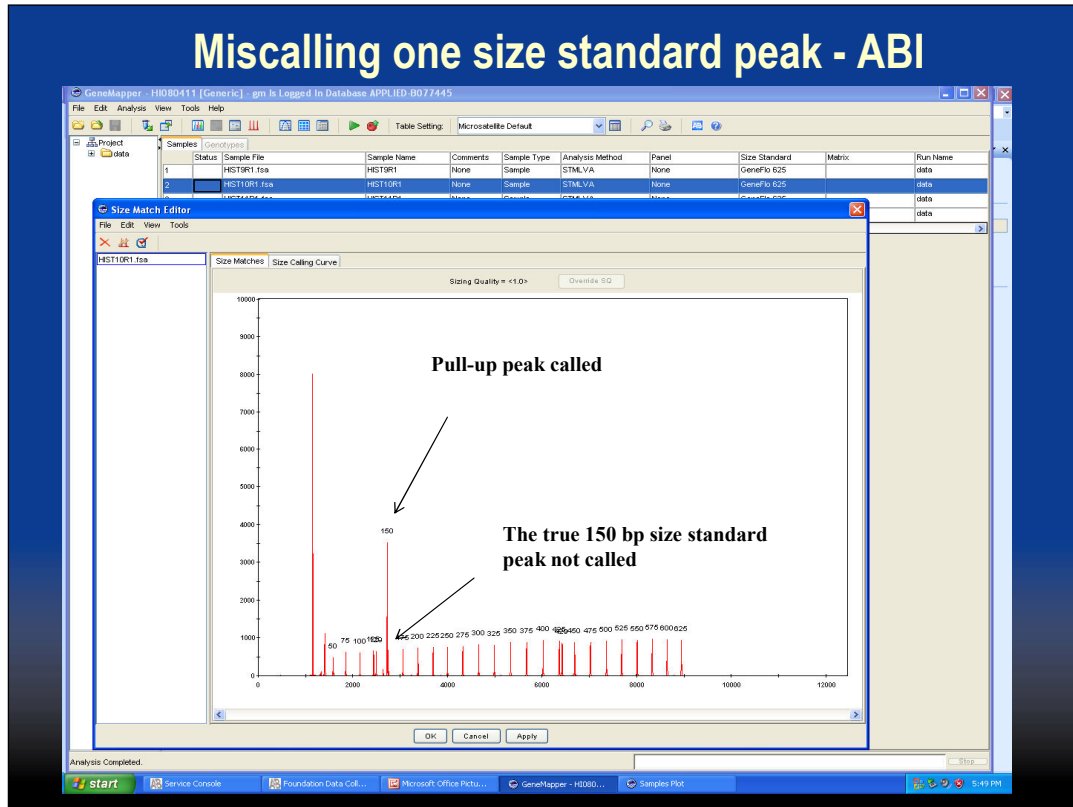 Miscalling one size standard peak - ABI
GeneMapper - HI080411 [Generic] - gm Is Logged In Database APPLIED-B077445
File Edit Analysis View Tools Help
Table Setting: Microsatellite Default
Project
data
Samples Genotypes
Status Sample File Sample Name Comments Sample Type Analysis Method Panel Size Standard Matrix Run Name
1 HIST9R1.fsa HIST9R1 None Sample STMLVA None GeneFlo 625 data
2 HIST10R1.fsa HIST10R1 None Sample STMLVA None GeneFlo 625 data
data
data
Size Match Editor
File Edit View Tools
HIST10R1.fsa
Size Matches Size Calling Curve
Sizing Quality = <1.0> Override SQ
10000
9000
8000
7000
6000
5000
4000
3000
2000
1000
0
Pull-up peak called
150
The true 150 bp size standard
peak not called
50 75 100 200 225 250 275 300 325 350 375 400 450 475 500 525 550 575 600 625
0 2000 4000 6000 8000 10000 12000
OK Cancel Apply
Analysis Completed.
Stop
start Service Console Foundation Data Coll... Microsoft Office Pictu... GeneMapper - HI080... Samples Plot 5:49 PM